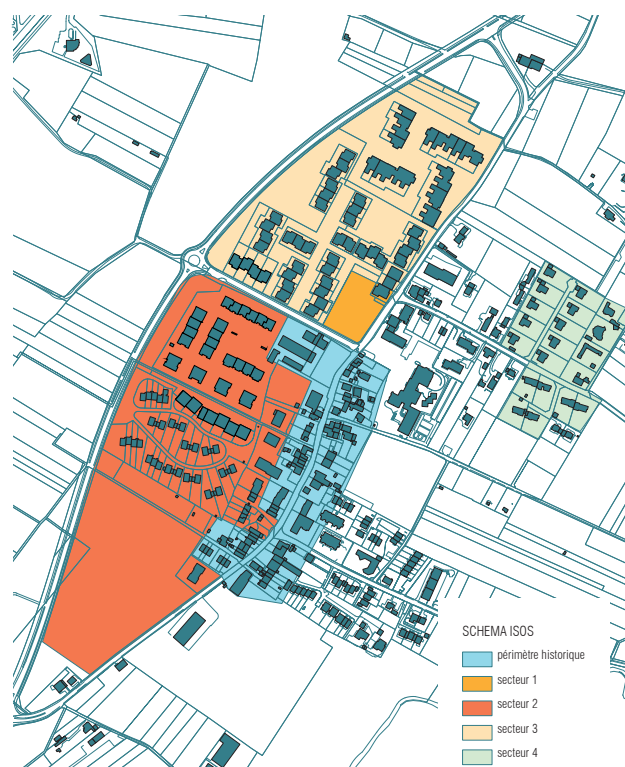 SCHEMA ISOS
périmètre historique
secteur 1
secteur 2
secteur 3
secteur 4